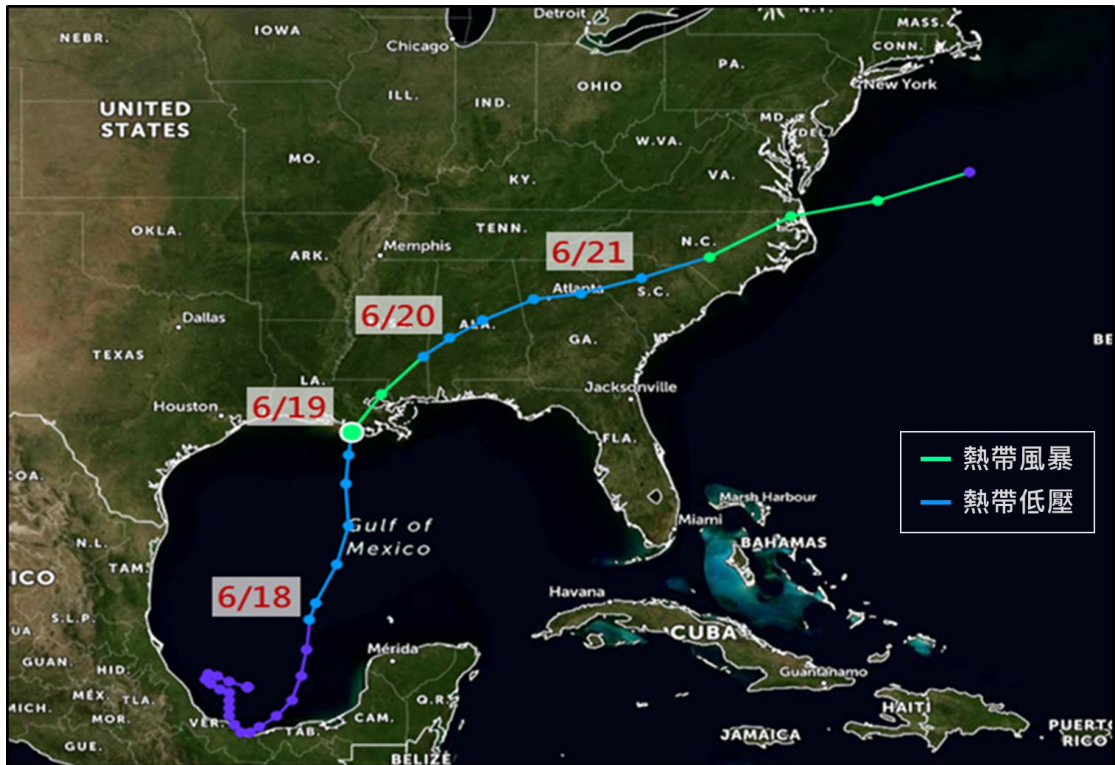 Detroit
N.Y.
MASS.
NEBR.
IOWA
Chicago
CONN.
PA.
New York
ILL.
IND.
OHIO
UNITED
STATES
MD.
DEL.
W.VA.
MO.
KY.
VA.
OKLA.
TENN.
N.C.
6/21
ARK.
Memphis
Atlanta
S.C.
6/20
Dallas
ALA.
GA.
TEXAS
LA.
Jacksonville
Houston
6/19
FLA.
熱帶風暴
熱帶低壓
COA.
Marsh Harbour
Gulf of
Mexico
Miami
N.L.
BAHAMAS
TAM.
ICO
6/18
Havana
S.L.P.
UA
CUBA
Mérida
GUAN.
HID.
Guantanamo
MÉX.
TLA.
Q.R.
MICH.
MOR.
VER.
CAM.
HAITI
TAB.
GUE.
JAMAICA
PUERTO
RICO
BELIZE
BE